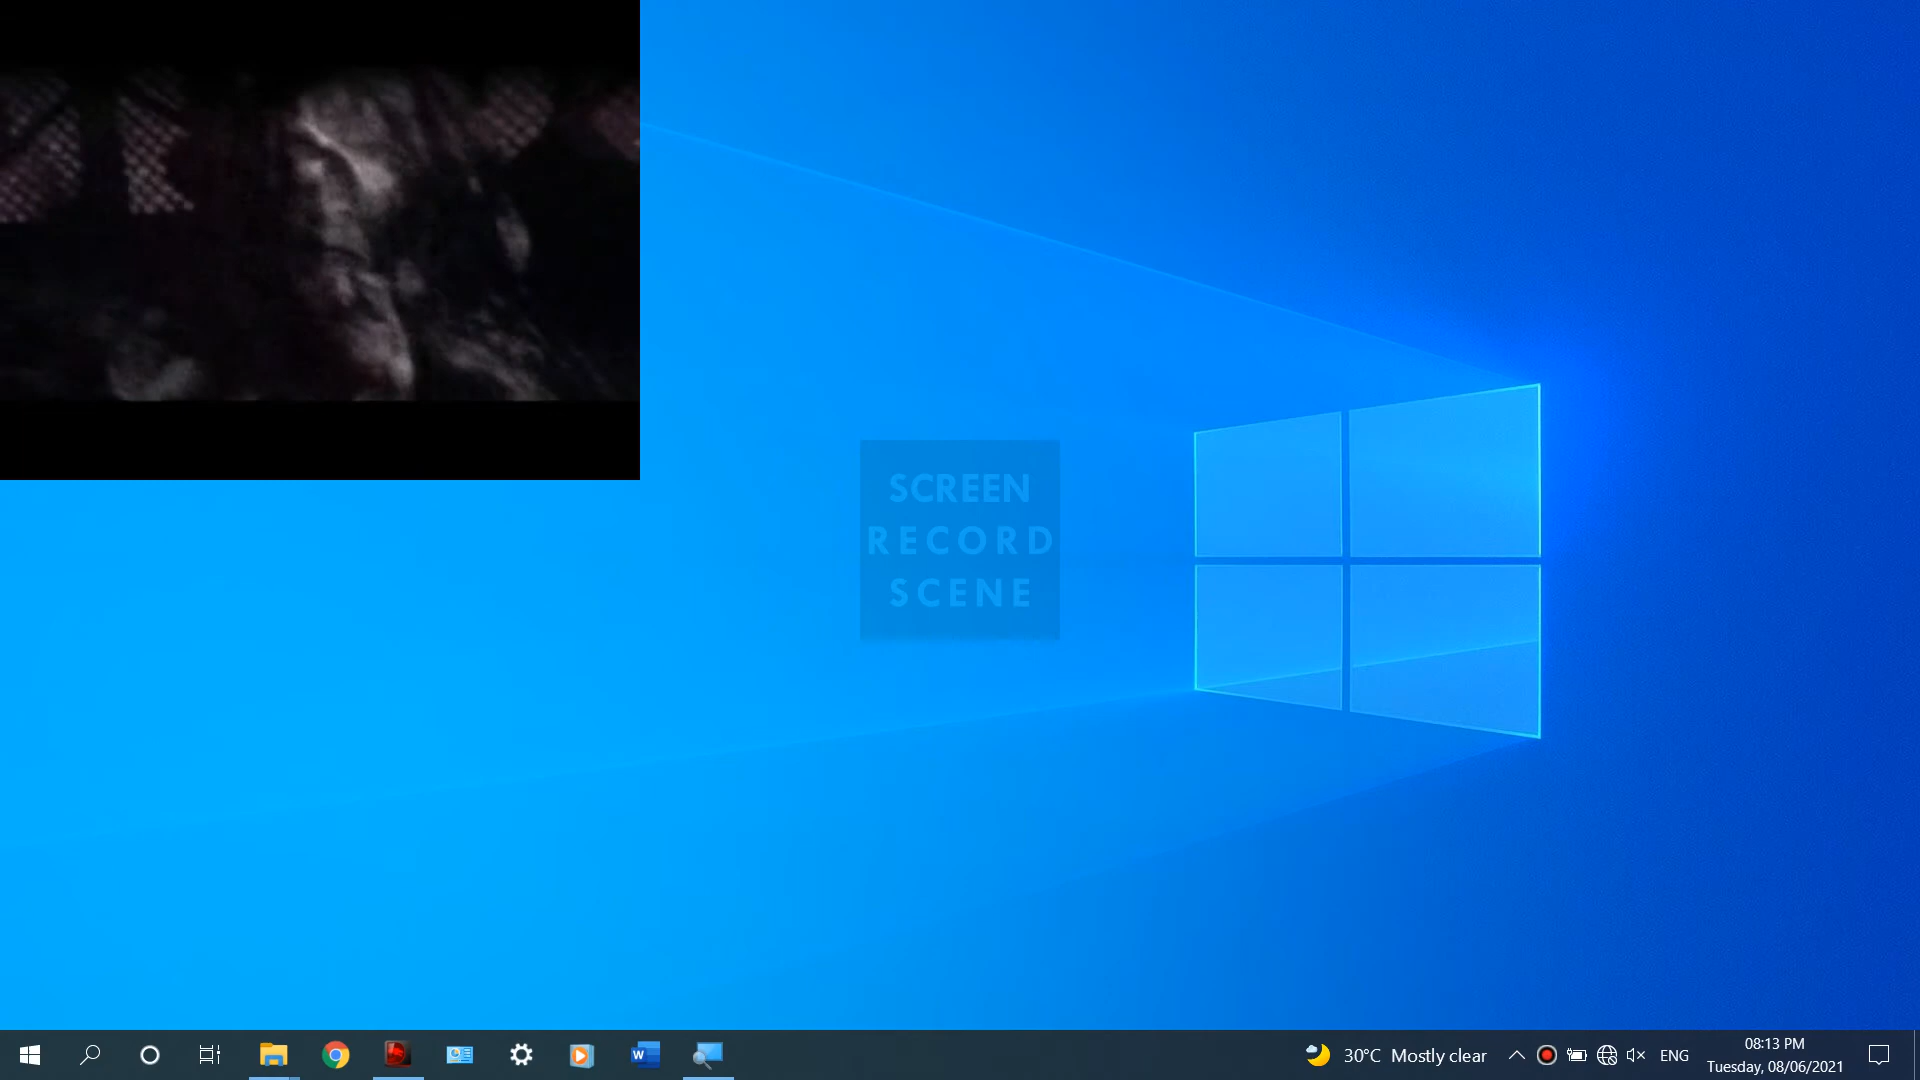 SCREEN
RECORD
SCENE
W
30°C Mostly clear
ENG
08:13 PM
Tuesday, 08/06/2021